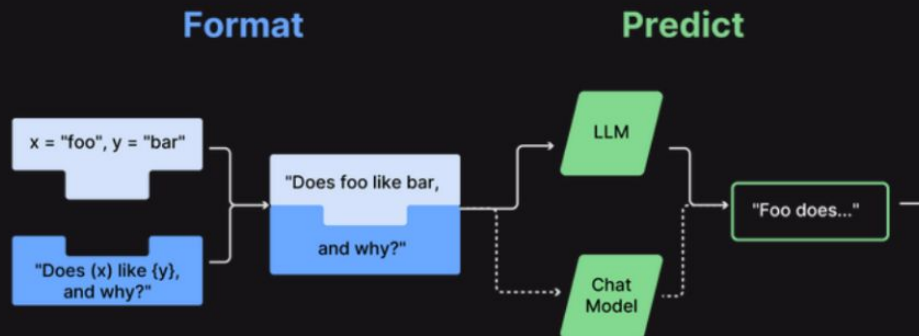 Format
Predict
x = "foo", y = "bar"
"Does (x) like {y},
and why?"
"Does foo like bar,
and why?"
LLM
Chat
Model
"Foo does..."